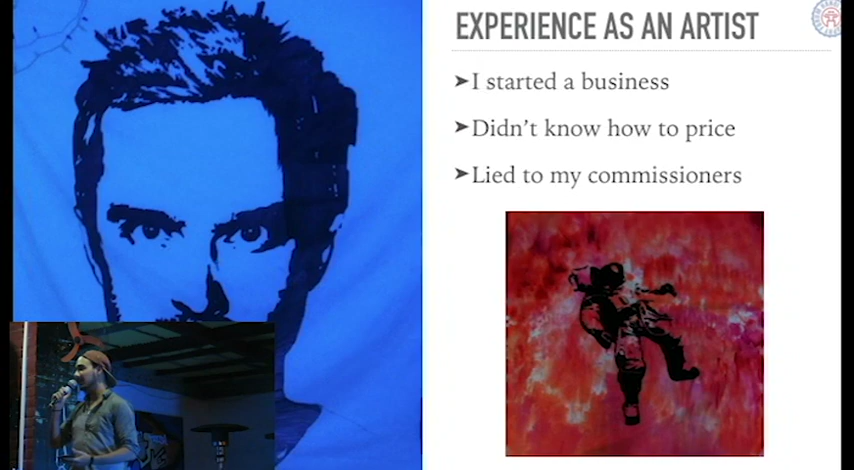 EXPERIENCE AS AN ARTIST
➤I started a business
➤Didn’t know how to price
➤Lied to my commissioners